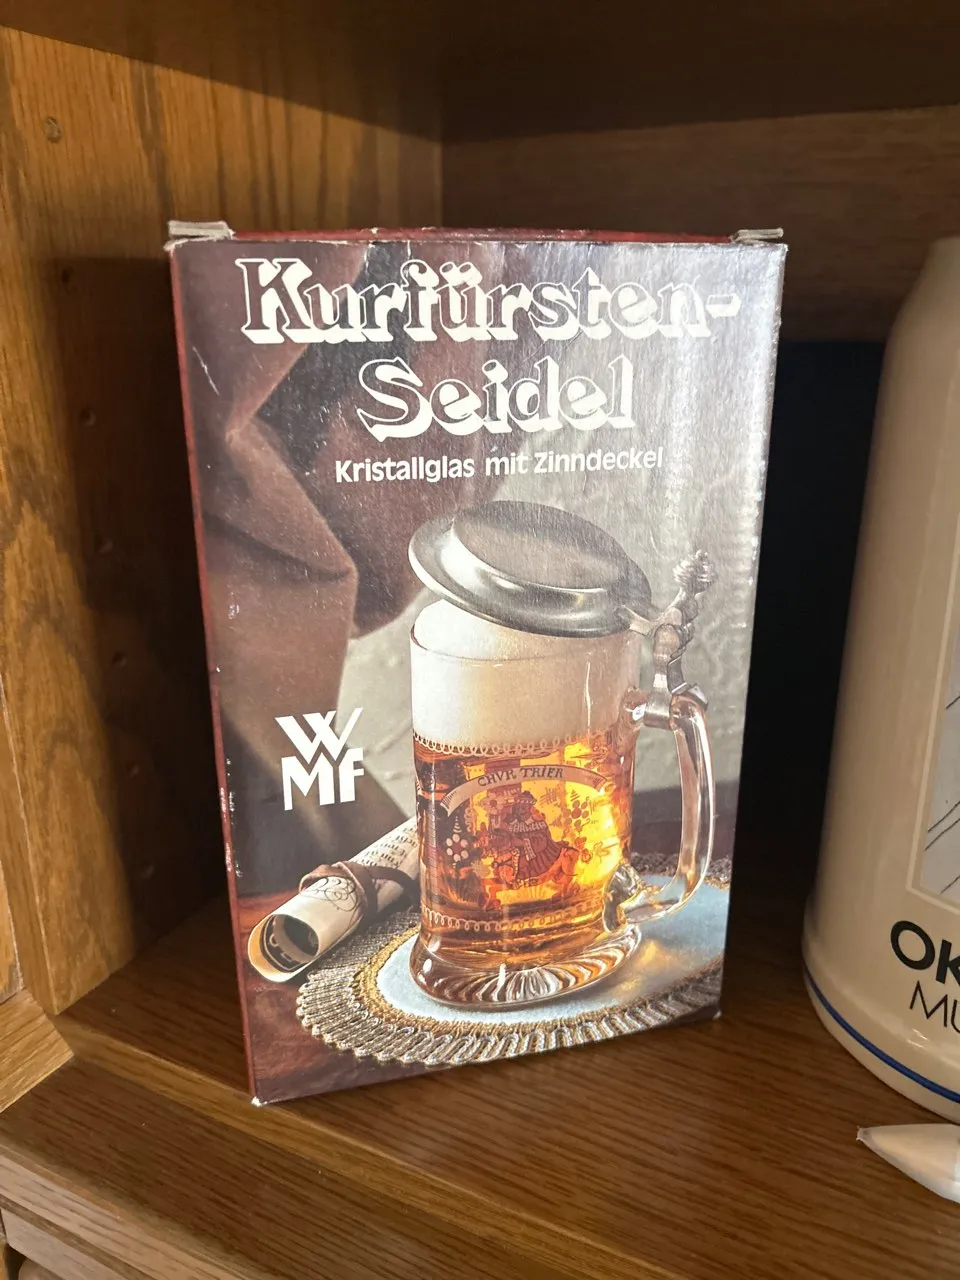 Kurfürsten-
Seidel
Kristallglas mit Zinndeckel
WMF
CHVR TRIER
OK
MU